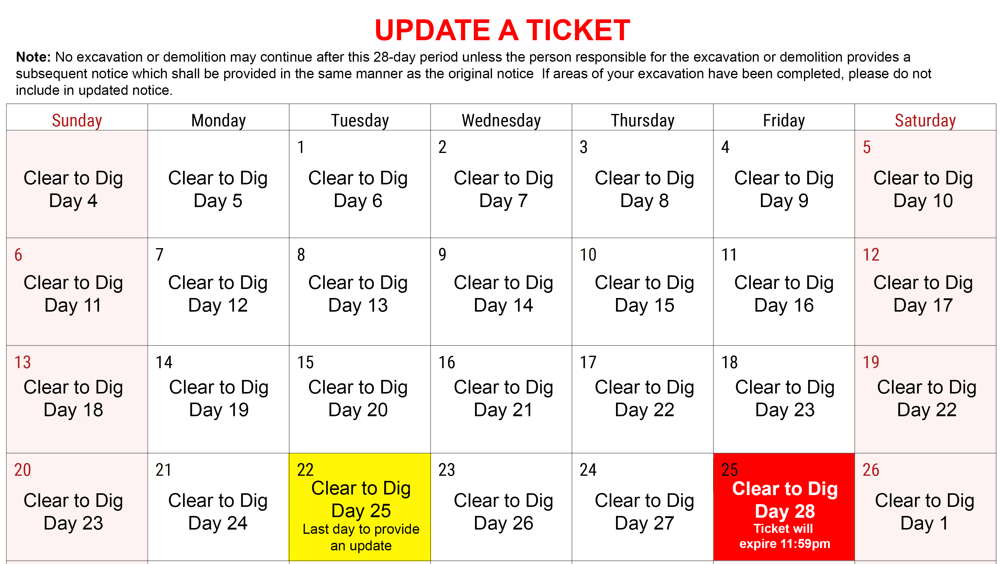 UPDATE A TICKET
Note: No excavation or demolition may continue after this 28-day period unless the person responsible for the excavation or demolition provides a
subsequent notice which shall be provided in the same manner as the original notice  If areas of your excavation have been completed, please do not
include in updated notice.
Sunday Monday Tuesday Wednesday Thursday Friday Saturday
1 2 3 4 5
Clear to Dig Clear to Dig Clear to Dig Clear to Dig Clear to Dig Clear to Dig Clear to Dig
Day 4 Day 5 Day 6 Day 7 Day 8 Day 9 Day 10
6 7 8 9 10 11 12
Clear to Dig Clear to Dig Clear to Dig Clear to Dig Clear to Dig Clear to Dig Clear to Dig
Day 11 Day 12 Day 13 Day 14 Day 15 Day 16 Day 17
13 14 15 16 17 18 19
Clear to Dig Clear to Dig Clear to Dig Clear to Dig Clear to Dig Clear to Dig Clear to Dig
Day 18 Day 19 Day 20 Day 21 Day 22 Day 23 Day 22
20 21 22 23 24 25 26
Clear to Dig Clear to Dig Clear to Dig Clear to Dig Clear to Dig Clear to Dig Clear to Dig
Day 23 Day 24 Day 25 Day 26 Day 27 Day 28 Day 1
Last day to provide Ticket will
an update expire 11:59pm